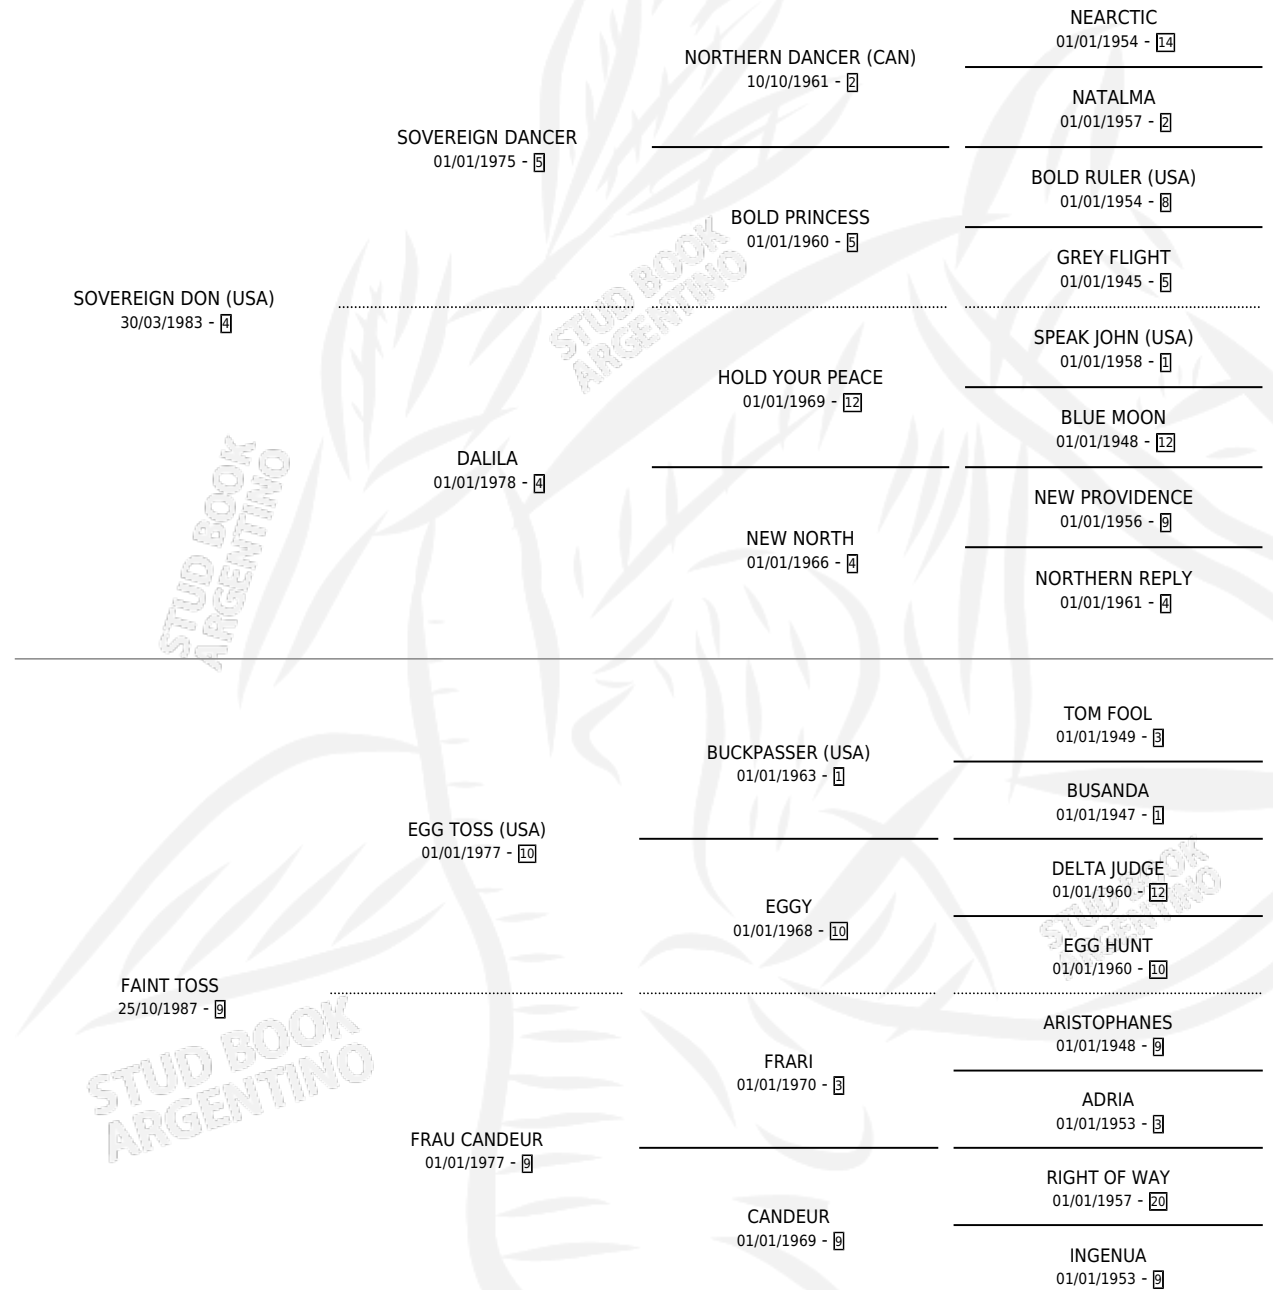 NEARCTIC
01/01/1954 - 14
NORTHERN DANCER (CAN)
10/10/1961 - 2
NATALMA
01/01/1957 - 2
SOVEREIGN DANCER
01/01/1975 - 5
BOLD RULER (USA)
01/01/1954 - 8
BOLD PRINCESS
01/01/1960 - 5
GREY FLIGHT
01/01/1945 - 5
STUD BOOK
ARGENTINO
SOVEREIGN DON (USA)
30/03/1983 - 4
SPEAK JOHN (USA)
01/01/1958 - 1
HOLD YOUR PEACE
01/01/1969 - 12
BLUE MOON
01/01/1948 - 12
DALILA
01/01/1978 - 4
NEW PROVIDENCE
01/01/1956 - 9
NEW NORTH
01/01/1966 - 4
NORTHERN REPLY
01/01/1961 - 4
STUD BOOK
ARGENTINO
TOM FOOL
01/01/1949 - 3
BUCKPASSER (USA)
01/01/1963 - 1
BUSANDA
01/01/1947 - 1
EGG TOSS (USA)
01/01/1977 - 10
DELTA JUDGE
01/01/1960 - 12
EGGY
01/01/1968 - 10
EGG HUNT
01/01/1960 - 10
STUD BOOK
ARGENTINO
FAINT TOSS
25/10/1987 - 9
ARISTOPHANES
01/01/1948 - 9
FRARI
01/01/1970 - 3
ADRIA
01/01/1953 - 3
STUD BOOK
ARGENTINO
FRAU CANDEUR
01/01/1977 - 9
RIGHT OF WAY
01/01/1957 - 20
CANDEUR
01/01/1969 - 9
INGENUA
01/01/1953 - 9